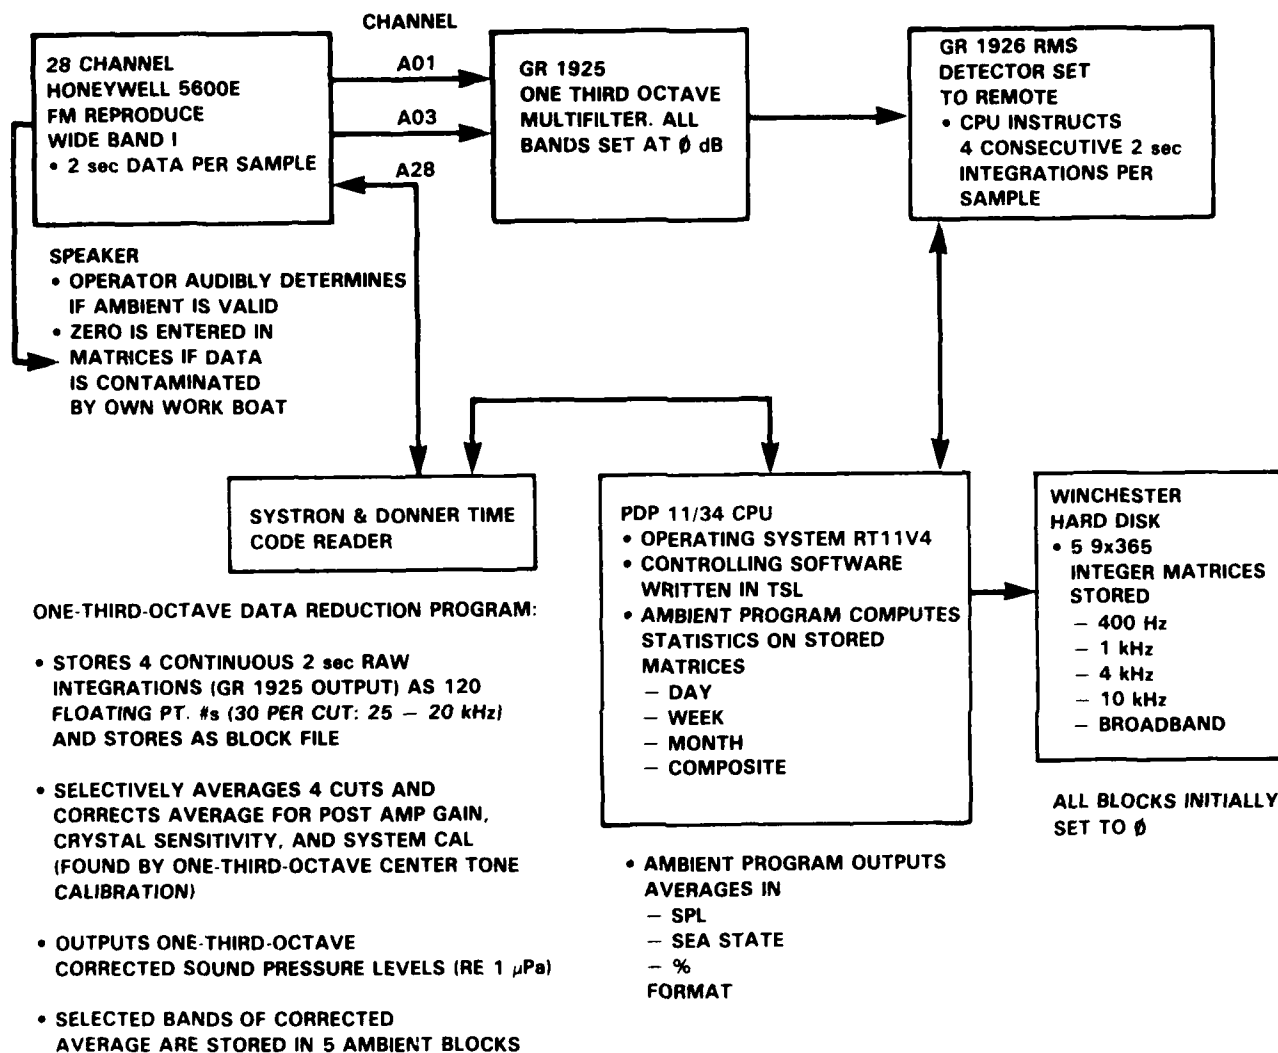 CHANNEL
28 CHANNEL
HONEYWELL 5600E
FM REPRODUCE
WIDE BAND I
• 2 sec DATA PER SAMPLE
A01
A03
A28
GR 1925
ONE THIRD OCTAVE
MULTIFILTER. ALL
BANDS SET AT Ø dB
GR 1926 RMS
DETECTOR SET
TO REMOTE
• CPU INSTRUCTS
4 CONSECUTIVE 2 sec
INTEGRATIONS PER
SAMPLE
SPEAKER
• OPERATOR AUDIBLY DETERMINES
IF AMBIENT IS VALID
• ZERO IS ENTERED IN
MATRICES IF DATA
IS CONTAMINATED
BY OWN WORK BOAT
SYSTRON & DONNER TIME
CODE READER
PDP 11/34 CPU
• OPERATING SYSTEM RT11V4
• CONTROLLING SOFTWARE
WRITTEN IN TSL
• AMBIENT PROGRAM COMPUTES
STATISTICS ON STORED
MATRICES
– DAY
– WEEK
– MONTH
– COMPOSITE
WINCHESTER
HARD DISK
• 5 9x365
INTEGER MATRICES
STORED
– 400 Hz
– 1 kHz
– 4 kHz
– 10 kHz
– BROADBAND
ALL BLOCKS INITIALLY
SET TO Ø
• AMBIENT PROGRAM OUTPUTS
AVERAGES IN
– SPL
– SEA STATE
– %
FORMAT
ONE-THIRD-OCTAVE DATA REDUCTION PROGRAM:
• STORES 4 CONTINUOUS 2 sec RAW
INTEGRATIONS (GR 1925 OUTPUT) AS 120
FLOATING PT. #s (30 PER CUT: 25 – 20 kHz)
AND STORES AS BLOCK FILE
• SELECTIVELY AVERAGES 4 CUTS AND
CORRECTS AVERAGE FOR POST AMP GAIN,
CRYSTAL SENSITIVITY, AND SYSTEM CAL
(FOUND BY ONE-THIRD-OCTAVE CENTER TONE
CALIBRATION)
• OUTPUTS ONE-THIRD-OCTAVE
CORRECTED SOUND PRESSURE LEVELS (RE 1 µPa)
• SELECTED BANDS OF CORRECTED
AVERAGE ARE STORED IN 5 AMBIENT BLOCKS